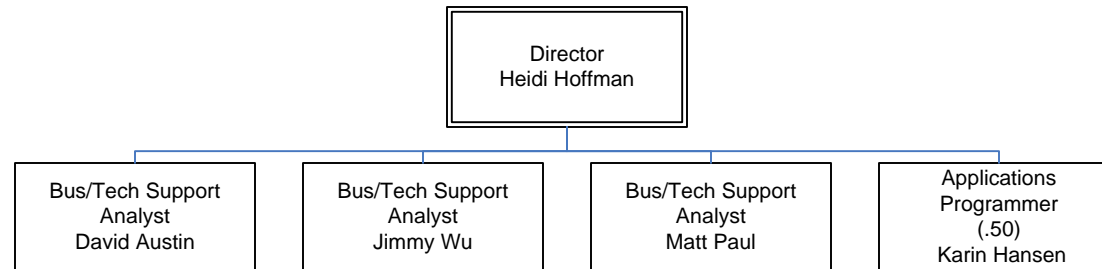 Director
Heidi Hoffman
Bus/Tech Support
Analyst
David Austin
Bus/Tech Support
Analyst
Jimmy Wu
Bus/Tech Support
Analyst
Matt Paul
Applications
Programmer
(.50)
Karin Hansen